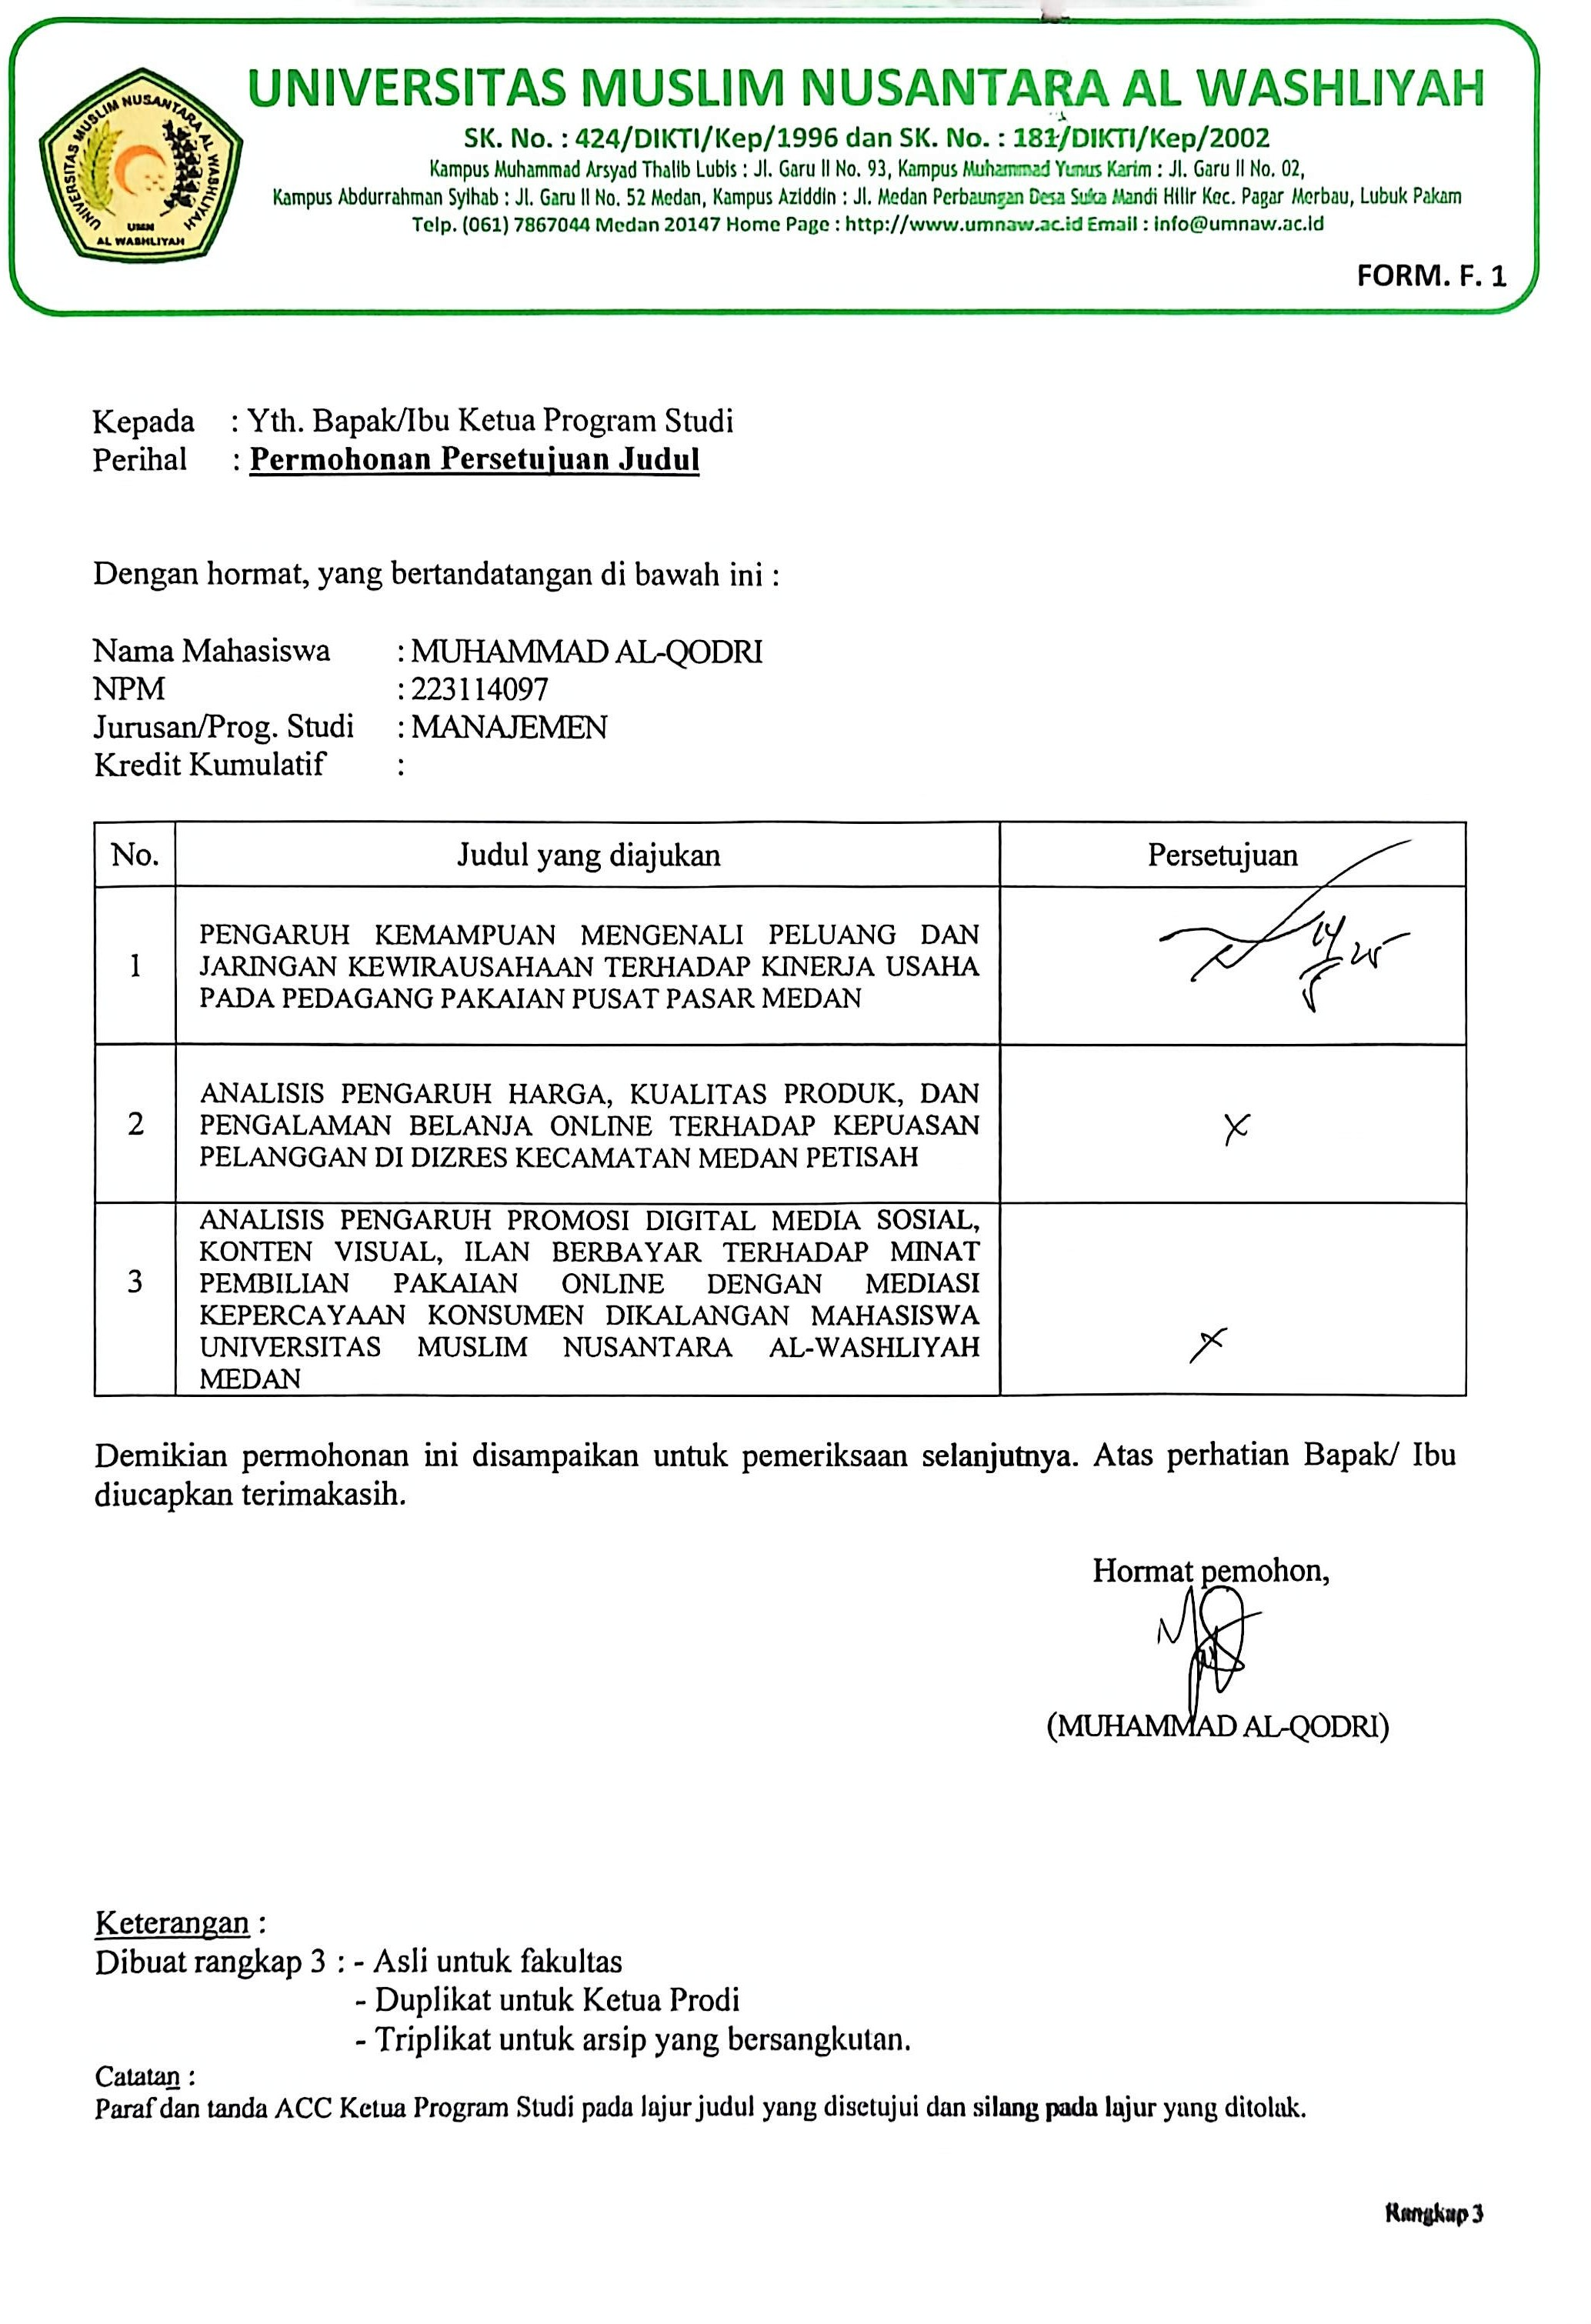 UNIVERSITAS MUSLIM NUSANTARA AL WASHLIYAH
UMN
AL WASHLIYAH
UNIVERSITAS MUSLIM NUSANTARA AL WASHLIYAH
SK. No. : 424/DIKTI/Kep/1996 dan SK. No. : 181/DIKTI/Kep/2002
Kampus Muhammad Arsyad Thalib Lubis : Jl. Garu II No. 93, Kampus Muhammad Yunus Karim : Jl. Garu II No. 02,
Kampus Abdurrahman Syihab : Jl. Garu II No. 52 Medan, Kampus Aziddin : Jl. Medan Perbaungan Desa Suka Mandi Hilir Kec. Pagar Merbau, Lubuk Pakam
Telp. (061) 7867044 Medan 20147 Home Page : http://www.umnaw.ac.id Email : info@umnaw.ac.id
FORM. F. 1
Kepada : Yth. Bapak/Ibu Ketua Program Studi
Perihal : Permohonan Persetujuan Judul
Dengan hormat, yang bertandatangan di bawah ini :
Nama Mahasiswa : MUHAMMAD AL-QODRI
NPM : 223114097
Jurusan/Prog. Studi : MANAJEMEN
Kredit Kumulatif :
No. Judul yang diajukan Persetujuan
1 PENGARUH KEMAMPUAN MENGENALI PELUANG DAN
JARINGAN KEWIRAUSAHAAN TERHADAP KINERJA USAHA
PADA PEDAGANG PAKAIAN PUSAT PASAR MEDAN
2 ANALISIS PENGARUH HARGA, KUALITAS PRODUK, DAN
PENGALAMAN BELANJA ONLINE TERHADAP KEPUASAN
PELANGGAN DI DIZRES KECAMATAN MEDAN PETISAH
3 ANALISIS PENGARUH PROMOSI DIGITAL MEDIA SOSIAL,
KONTEN VISUAL, ILAN BERBAYAR TERHADAP MINAT
PEMBILIAN PAKAIAN ONLINE DENGAN MEDIASI
KEPERCAYAAN KONSUMEN DIKALANGAN MAHASISWA
UNIVERSITAS MUSLIM NUSANTARA AL-WASHLIYAH
MEDAN
Demikian permohonan ini disampaikan untuk pemeriksaan selanjutnya. Atas perhatian Bapak/ Ibu
diucapkan terimakasih.
Hormat pemohon,
(MUHAMMAD AL-QODRI)
Keterangan :
Dibuat rangkap 3 : - Asli untuk fakultas
- Duplikat untuk Ketua Prodi
- Triplikat untuk arsip yang bersangkutan.
Catatan :
Paraf dan tanda ACC Ketua Program Studi pada lajur judul yang disetujui dan silang pada lajur yang ditolak.
Rangkap 3